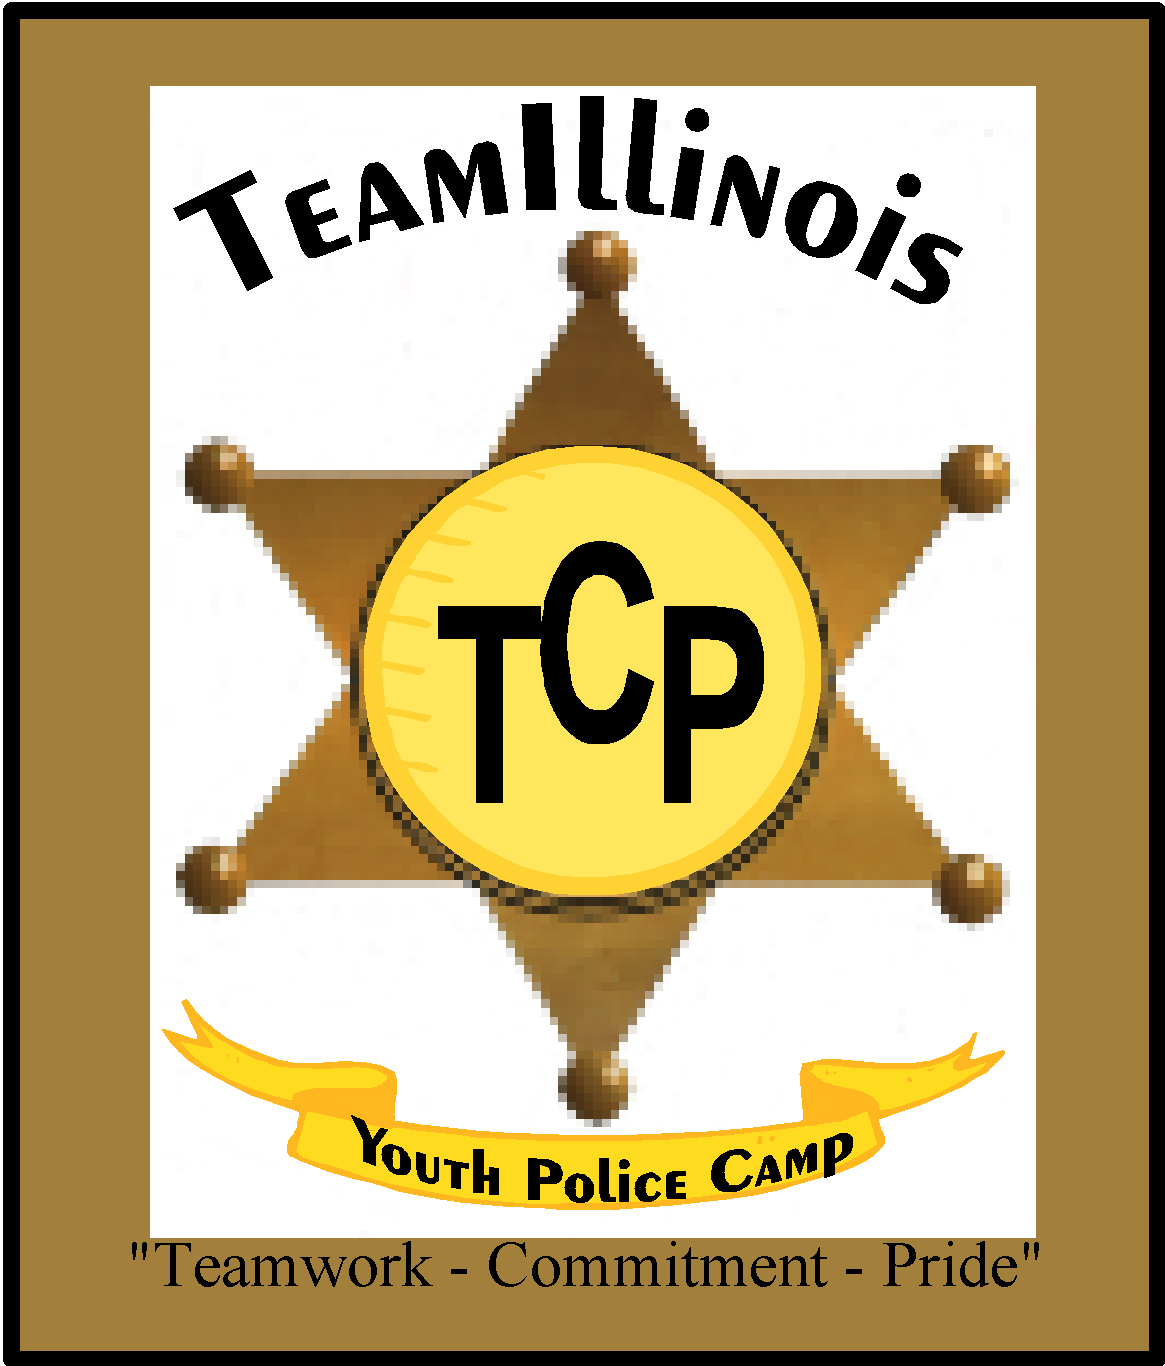 TeamIllinois
TCP
Youth Police Camp
"Teamwork - Commitment - Pride"